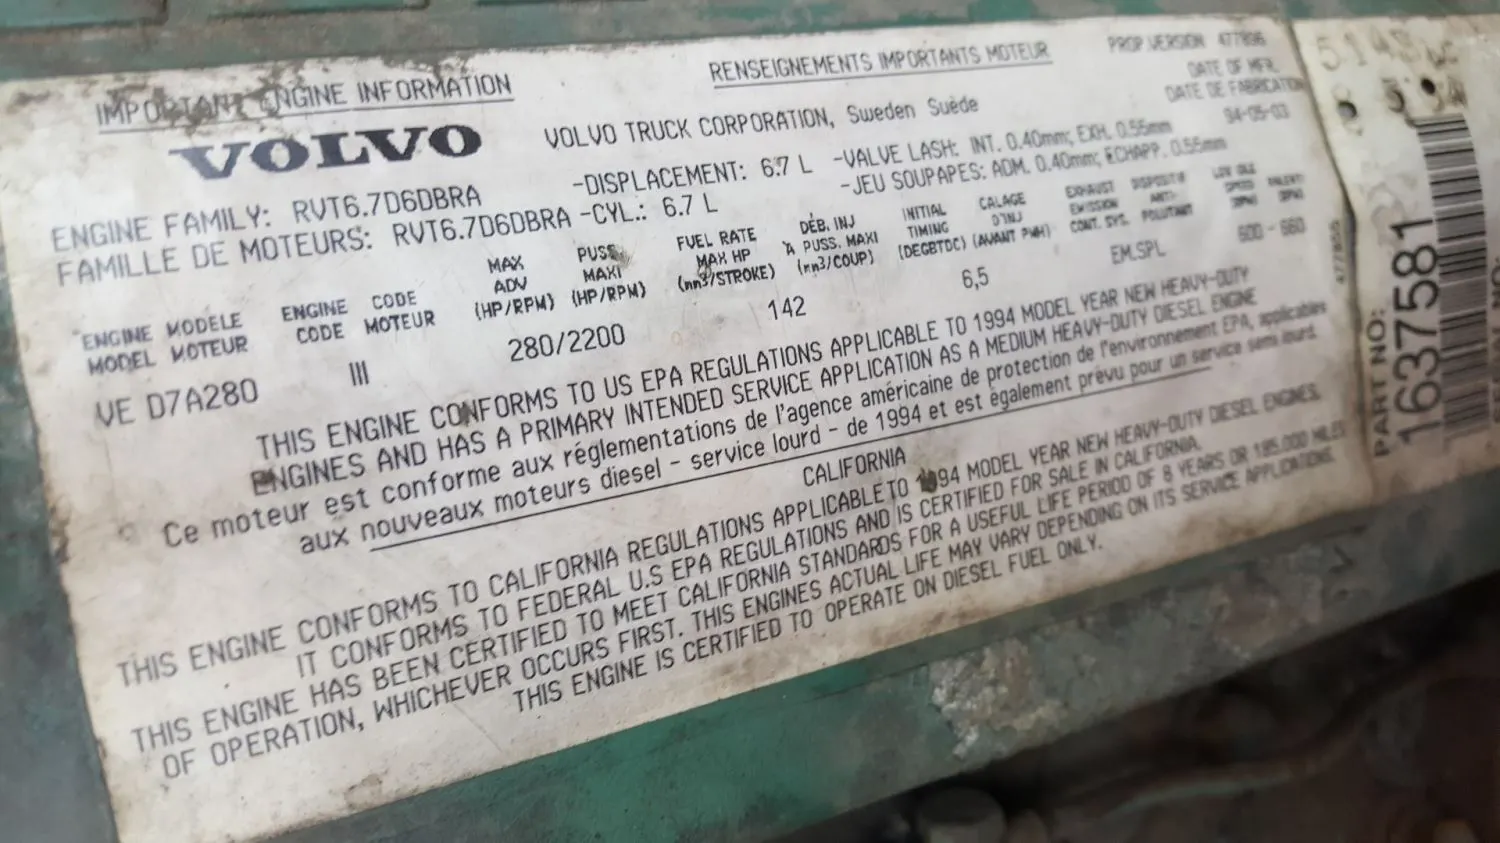 IMPORTANT ENGINE INFORMATION
RENSEIGNEMENTS IMPORTANTS MOTEUR
PROP VERSION 477896
VOLVO
VOLVO TRUCK CORPORATION, Sweden Suède
DATE OF MFR.
DATE DE FABRICATION
94-05-03
ENGINE FAMILY: RVT6.7D6DBRA -DISPLACEMENT: 6.7 L -VALVE LASH: INT. 0.40mm; EXH. 0.55mm
FAMILLE DE MOTEURS: RVT6.7D6DBRA -CYL.: 6.7 L -JEU SOUPAPES: ADM. 0.40mm; ECHAPP. 0.55mm
ENGINE MODÈLE
MODEL MOTEUR
ENGINE CODE
CODE MOTEUR
MAX
ADV
(HP/RPM)
PUSS
MAXI
(HP/RPM)
FUEL RATE
MAX HP
(mm3/STROKE)
DÉB. INJ
À PUSS. MAXI
(mm3/COUP)
INITIAL
TIMING
(DEGBTDC)
CALAGE
D'INJ
(AVANT PMH)
EXHAUST
EMISSION
CONT. SYS.
DISPOSITIF
ANTI-
POLLUTANT
LOW IDLE
SPEED
(RPM)
RALENTI
(RPM)
VE D7A280 III 280/2200 142 6,5 EM.SPL 600 - 660
477855
THIS ENGINE CONFORMS TO US EPA REGULATIONS APPLICABLE TO 1994 MODEL YEAR NEW HEAVY-DUTY
ENGINES AND HAS A PRIMARY INTENDED SERVICE APPLICATION AS A MEDIUM HEAVY-DUTY DIESEL ENGINE
Ce moteur est conforme aux réglementations de l'agence américaine de protection de l'environnement EPA, applicables
aux nouveaux moteurs diesel - service lourd - de 1994 et est également prévu pour un service semi lourd.
CALIFORNIA
THIS ENGINE CONFORMS TO CALIFORNIA REGULATIONS APPLICABLE TO 1994 MODEL YEAR NEW HEAVY-DUTY DIESEL ENGINES.
IT CONFORMS TO FEDERAL U.S EPA REGULATIONS AND IS CERTIFIED FOR SALE IN CALIFORNIA.
THIS ENGINE HAS BEEN CERTIFIED TO MEET CALIFORNIA STANDARDS FOR A USEFUL LIFE PERIOD OF 8 YEARS OR 185.000 MILES
OF OPERATION, WHICHEVER OCCURS FIRST. THIS ENGINES ACTUAL LIFE MAY VARY DEPENDING ON ITS SERVICE APPLICATIONS.
THIS ENGINE IS CERTIFIED TO OPERATE ON DIESEL FUEL ONLY.
PART NO:
1637581